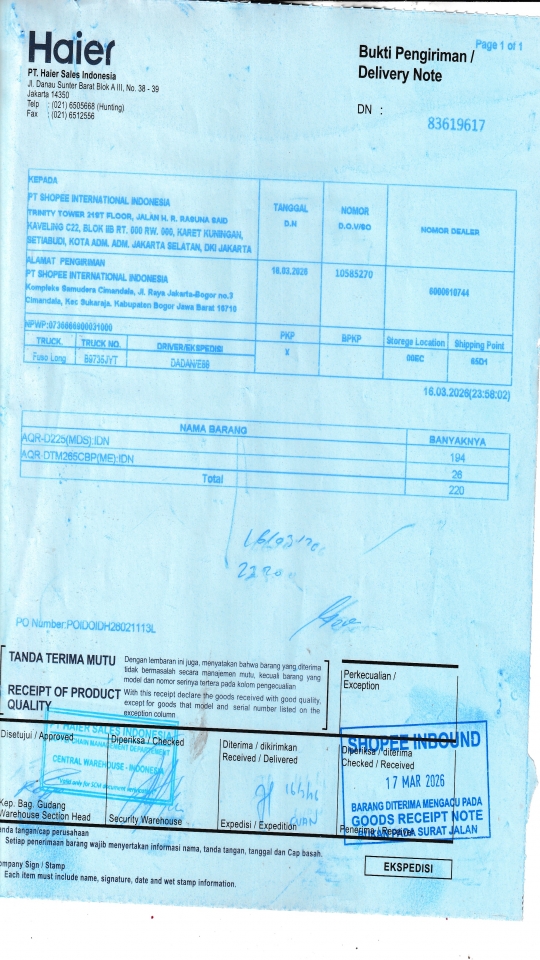 Haier
PT. Haier Sales Indonesia
Jl. Danau Sunter Barat Blok A III, No. 38 - 39
Jakarta 14350
Telp : (021) 6505668 (Hunting)
Fax : (021) 6512556
Page 1 of 1
Bukti Pengiriman /
Delivery Note
DN :
83619617
KEPADA
PT SHOPEE INTERNATIONAL INDONESIA
TRINITY TOWER 21ST FLOOR, JALAN H. R. RASUNA SAID
KAVELING C22, BLOK IIB RT. 000 RW. 000, KARET KUNINGAN,
SETIABUDI, KOTA ADM. ADM. JAKARTA SELATAN, DKI JAKARTA
TANGGAL
D.N
NOMOR
D.O.V/SO
NOMOR DEALER
ALAMAT PENGIRIMAN
PT SHOPEE INTERNATIONAL INDONESIA
Kompleks Samudera Cimandala, Jl. Raya Jakarta-Bogor no.3
Cimandala, Kec Sukaraja. Kabupaten Bogor Jawa Barat 16710
16.03.2026
10585270
6000610744
TRUCK.
TRUCK NO.
DRIVER/EKSPEDISI
PKP
BPKP
Storege Location
Shipping Point
Fuso Long
B9735JYT
X
00EC
85D1
16.03.2026(23:58:02)
NAMA BARANG
BANYAKNYA
AQR-D225(MDS):IDN
194
AQR-DTM265CBP(ME):IDN
26
Total
220
PO Number:POIDOIDH26021113L
TANDA TERIMA MUTU
Dengan lembaran ini juga, menyatakan bahwa barang yang diterima
tidak bermasalah secara manajemen mutu, kecuali barang yang
model dan nomor serinya tertera pada kolom pengecualian
RECEIPT OF PRODUCT
QUALITY
With this receipt declare the goods received with good quality,
except for goods that model and serial number listed on the
exception column
Perkecualian /
Exception
Disetujui / Approved
Diperiksa / Checked
Diterima / dikirimkan
Received / Delivered
Diperiksa / diterima
Checked / Received
PT HAIER SALES INDONESIA
CENTRAL WAREHOUSE - INDONESIA
SHOPEE INBOUND
17 MAR 2026
BARANG DITERIMA MENGACU PADA
GOODS RECEIPT NOTE
BUKAN PADA SURAT JALAN
Kep. Bag. Gudang
Warehouse Section Head
Security Warehouse
Expedisi / Expedition
Penerima / Receiver
anda tangan/cap perusahaan
Setiap penerimaan barang wajib menyertakan informasi nama, tanda tangan, tanggal dan Cap basah.
ompany Sign / Stamp
Each item must include name, signature, date and wet stamp information.
EKSPEDISI